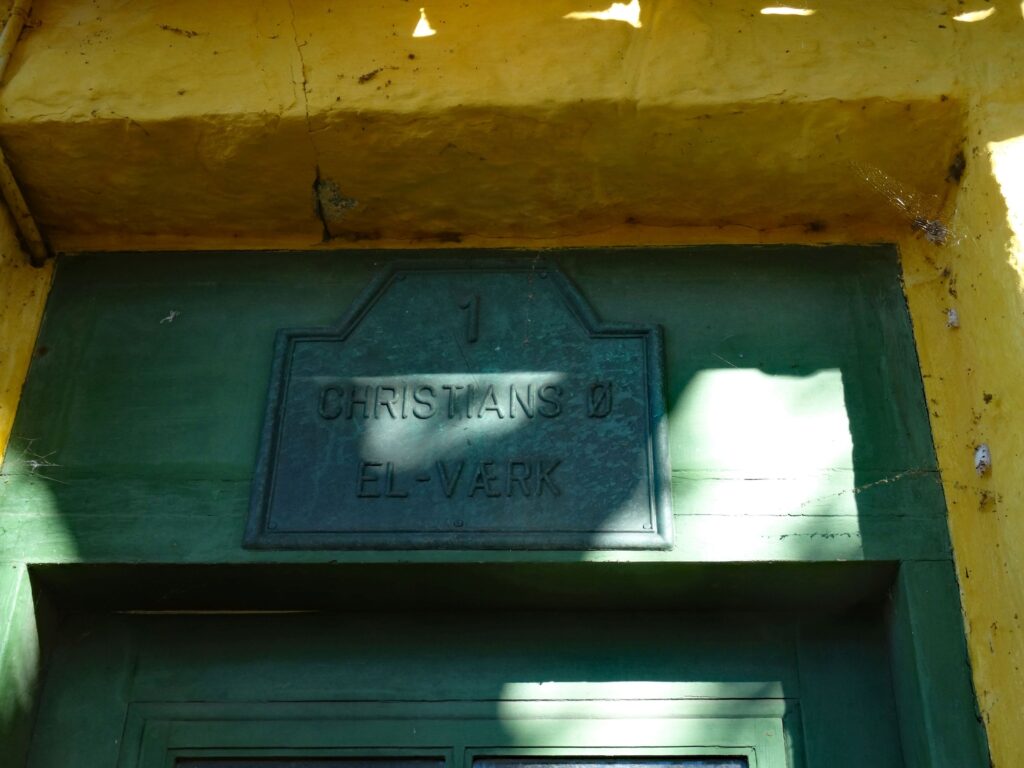 1
CHRISTIANS Ø
EL-VÆRK